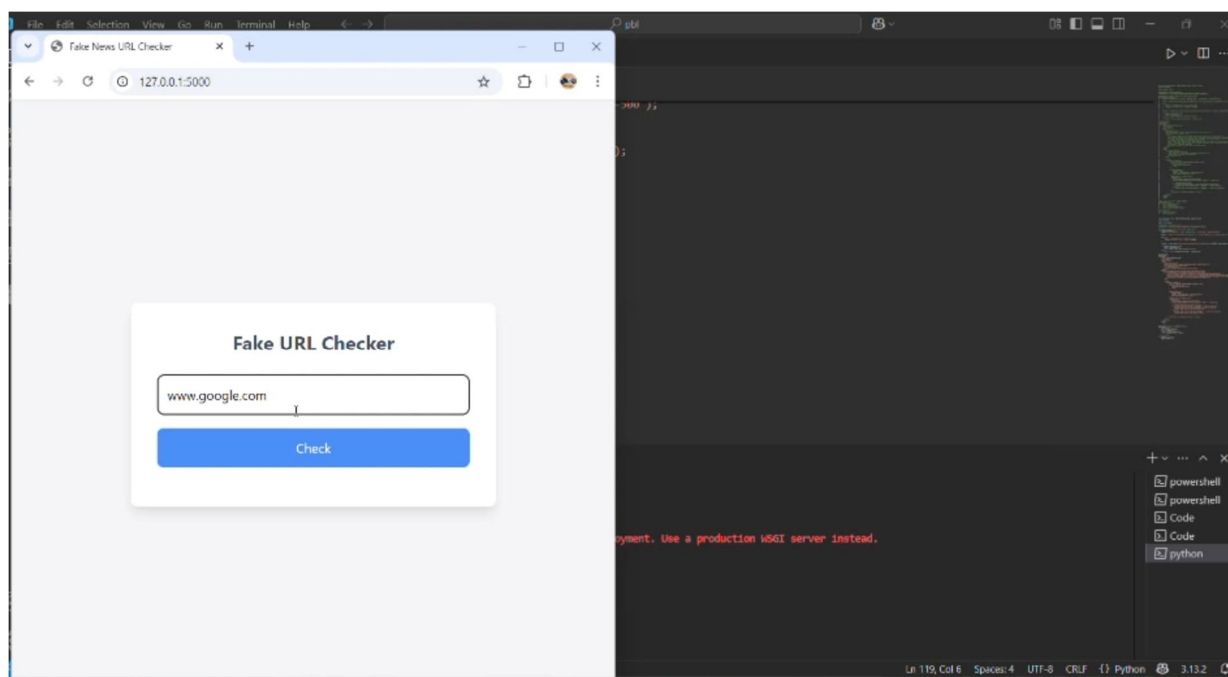 File Edit Selection View Go Run Terminal Help
pbl
Fake News URL Checker
127.0.0.1:5000
-500 );
);
Fake URL Checker
www.google.com
Check
powershell
powershell
Code
Code
python
oyment. Use a production WSGI server instead.
Ln 119, Col 6 Spaces: 4 UTF-8 CRLF {} Python 3.13.2